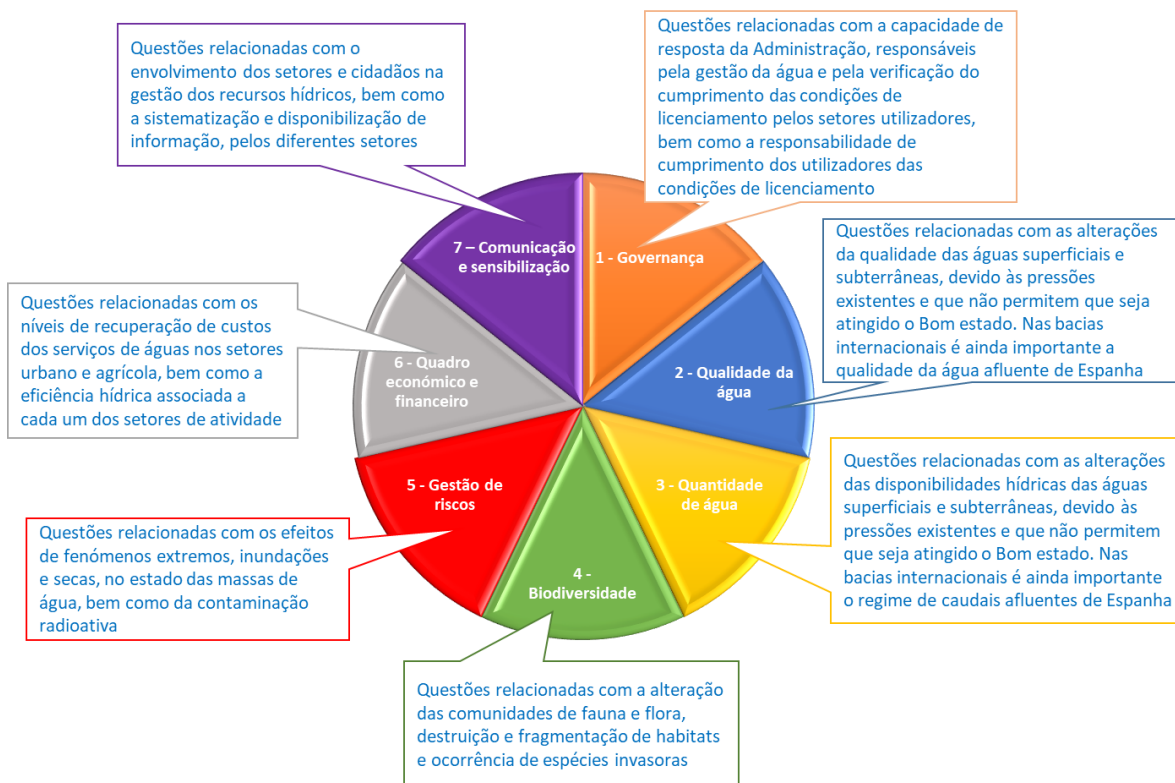 Questões relacionadas com o
envolvimento dos setores e cidadãos na
gestão dos recursos hídricos, bem como
a sistematização e disponibilização de
informação, pelos diferentes setores
Questões relacionadas com a capacidade de
resposta da Administração, responsáveis
pela gestão da água e pela verificação do
cumprimento das condições de
licenciamento pelos setores utilizadores,
bem como a responsabilidade de
cumprimento dos utilizadores das
condições de licenciamento
7 – Comunicação
e sensibilização
1 - Governança
Questões relacionadas com as alterações
da qualidade das águas superficiais e
subterrâneas, devido às pressões
existentes e que não permitem que seja
atingido o Bom estado. Nas bacias
internacionais é ainda importante a
qualidade da água afluente de Espanha
Questões relacionadas com os
níveis de recuperação de custos
dos serviços de águas nos setores
urbano e agrícola, bem como a
eficiência hídrica associada a
cada um dos setores de atividade
6 - Quadro
económico e
financeiro
2 - Qualidade da
água
5 - Gestão de
riscos
3 - Quantidade
de água
Questões relacionadas com as alterações
das disponibilidades hídricas das águas
superficiais e subterrâneas, devido às
pressões existentes e que não permitem
que seja atingido o Bom estado. Nas
bacias internacionais é ainda importante
o regime de caudais afluentes de Espanha
Questões relacionadas com os efeitos
de fenómenos extremos, inundações
e secas, no estado das massas de
água, bem como da contaminação
radioativa
4 -
Biodiversidade
Questões relacionadas com a alteração
das comunidades de fauna e flora,
destruição e fragmentação de habitats
e ocorrência de espécies invasoras